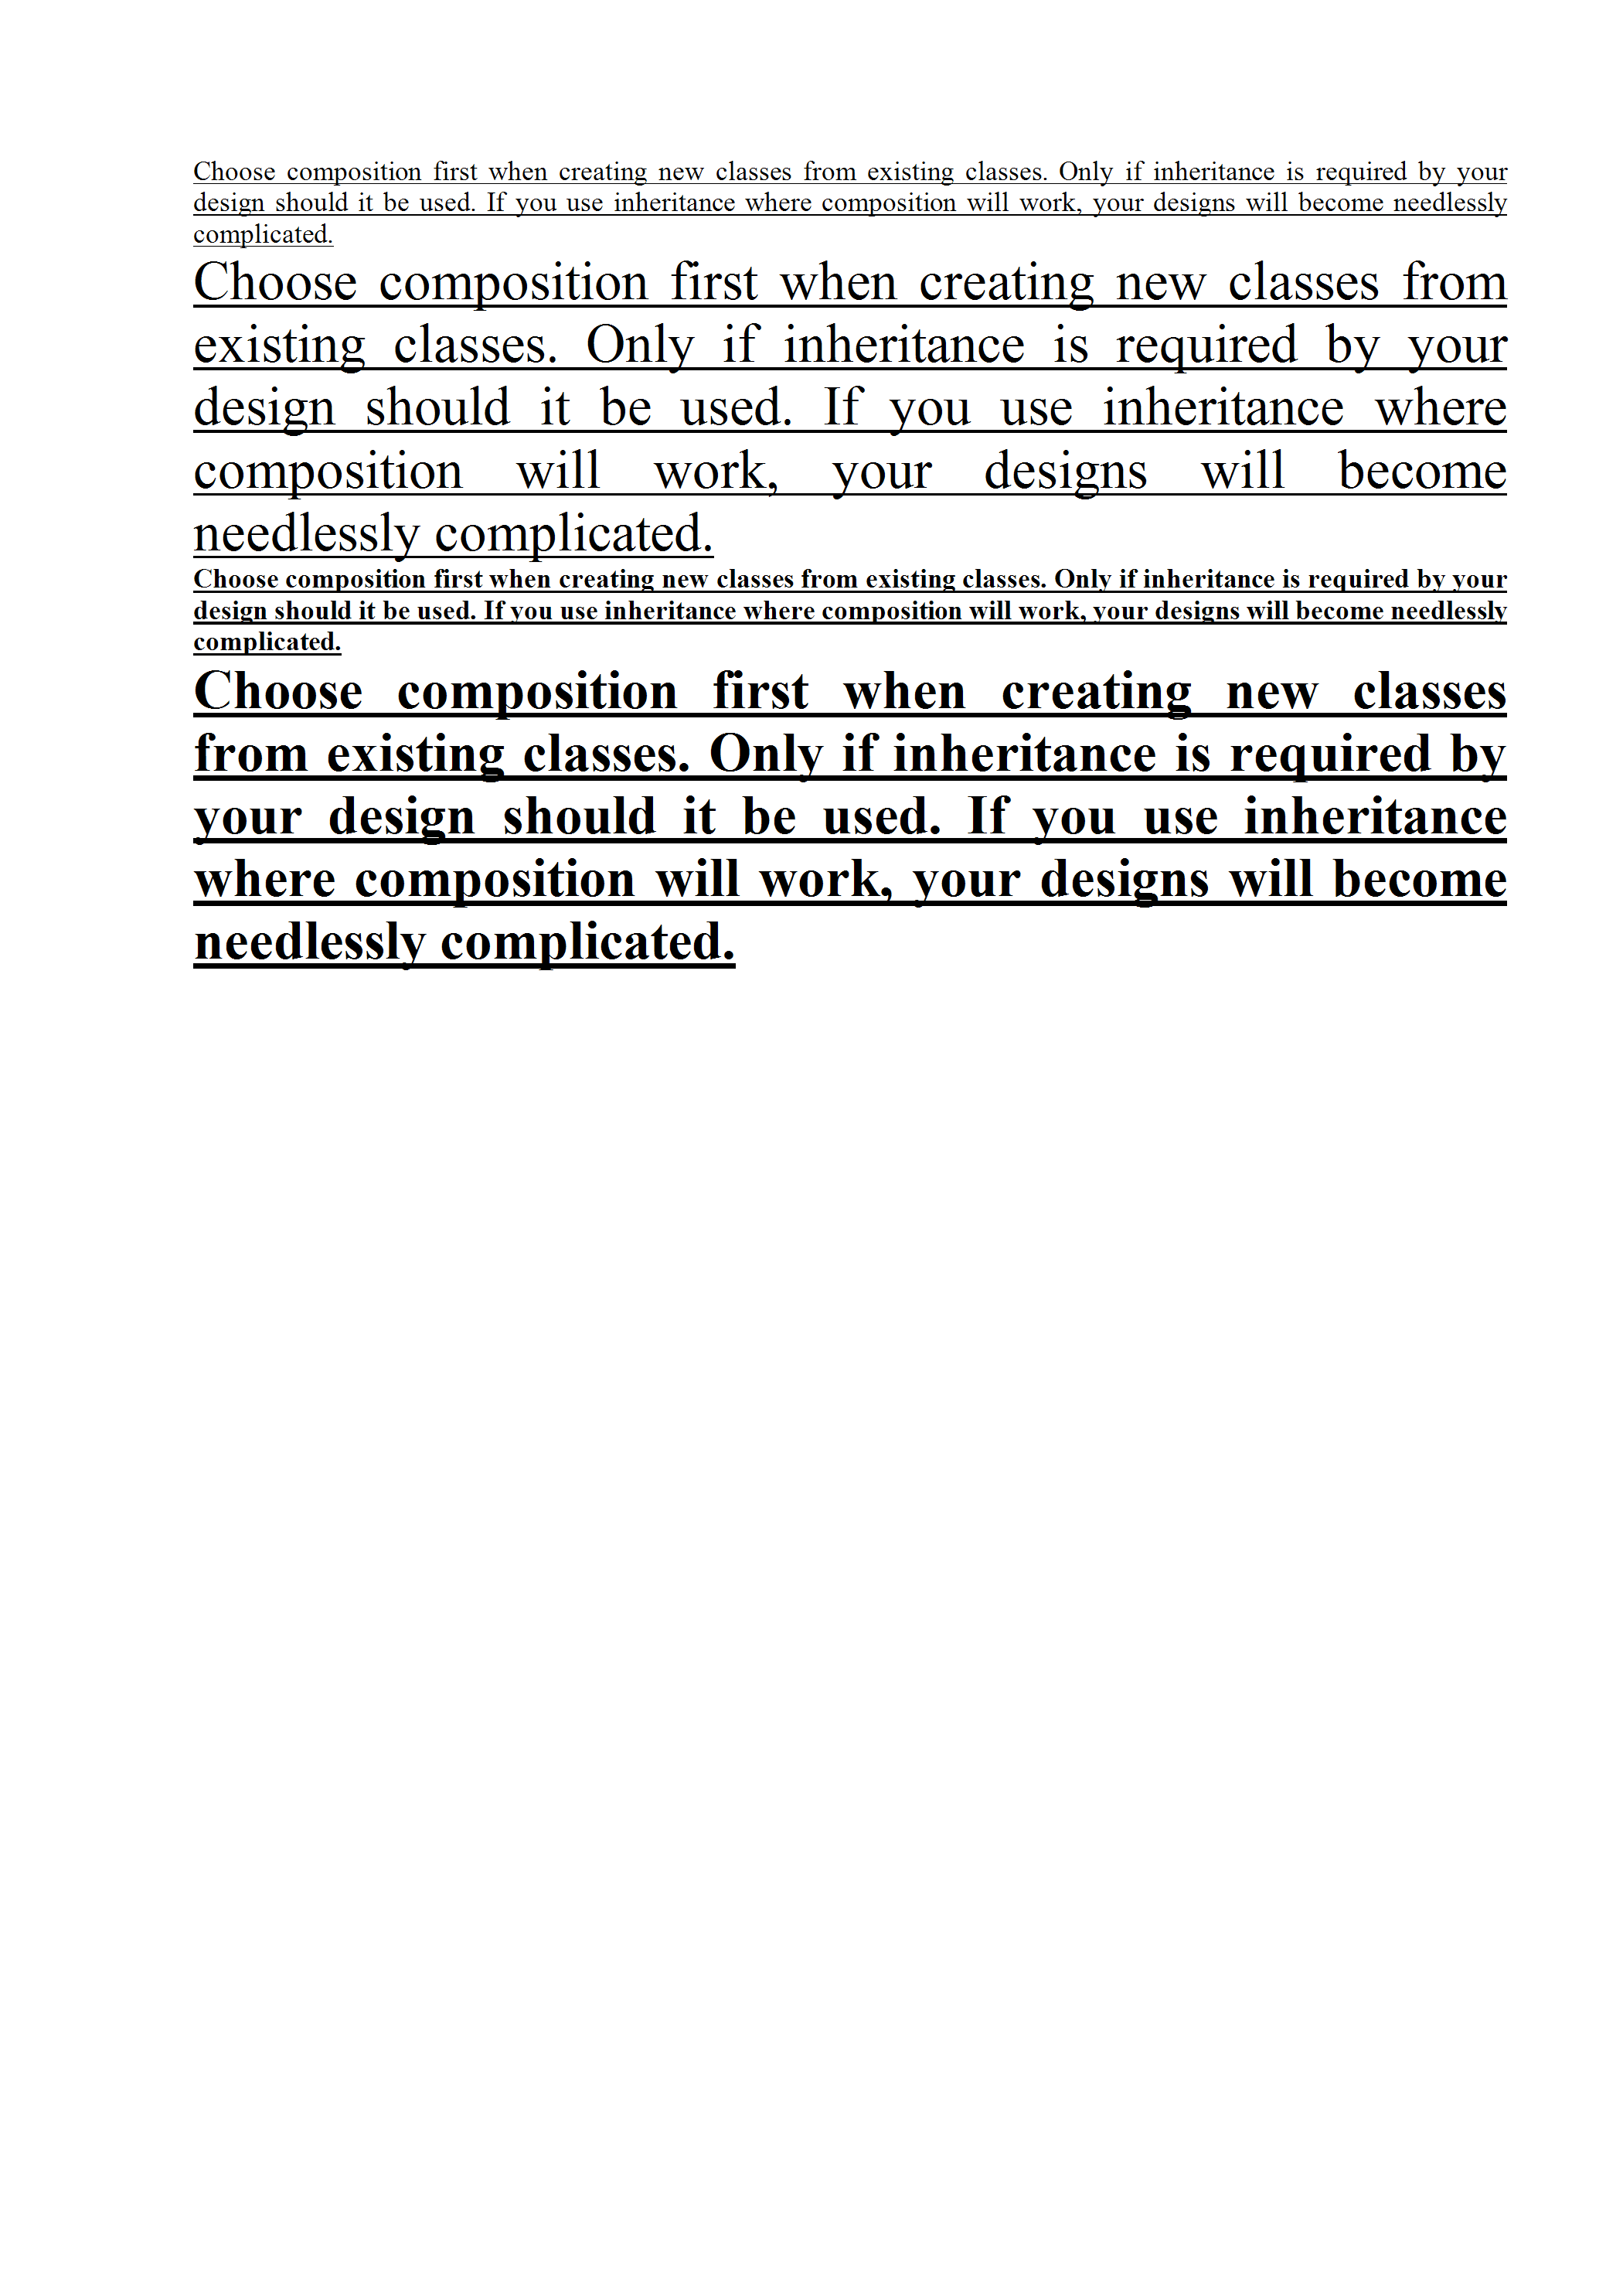 Choose composition first when creating new classes from existing classes. Only if inheritance is required by your
design should it be used. If you use inheritance where composition will work, your designs will become needlessly
complicated.
Choose composition first when creating new classes from
existing classes. Only if inheritance is required by your
design should it be used. If you use inheritance where
composition will work, your designs will become
needlessly complicated.
Choose composition first when creating new classes from existing classes. Only if inheritance is required by your
design should it be used. If you use inheritance where composition will work, your designs will become needlessly
complicated.
Choose composition first when creating new classes
from existing classes. Only if inheritance is required by
your design should it be used. If you use inheritance
where composition will work, your designs will become
needlessly complicated.